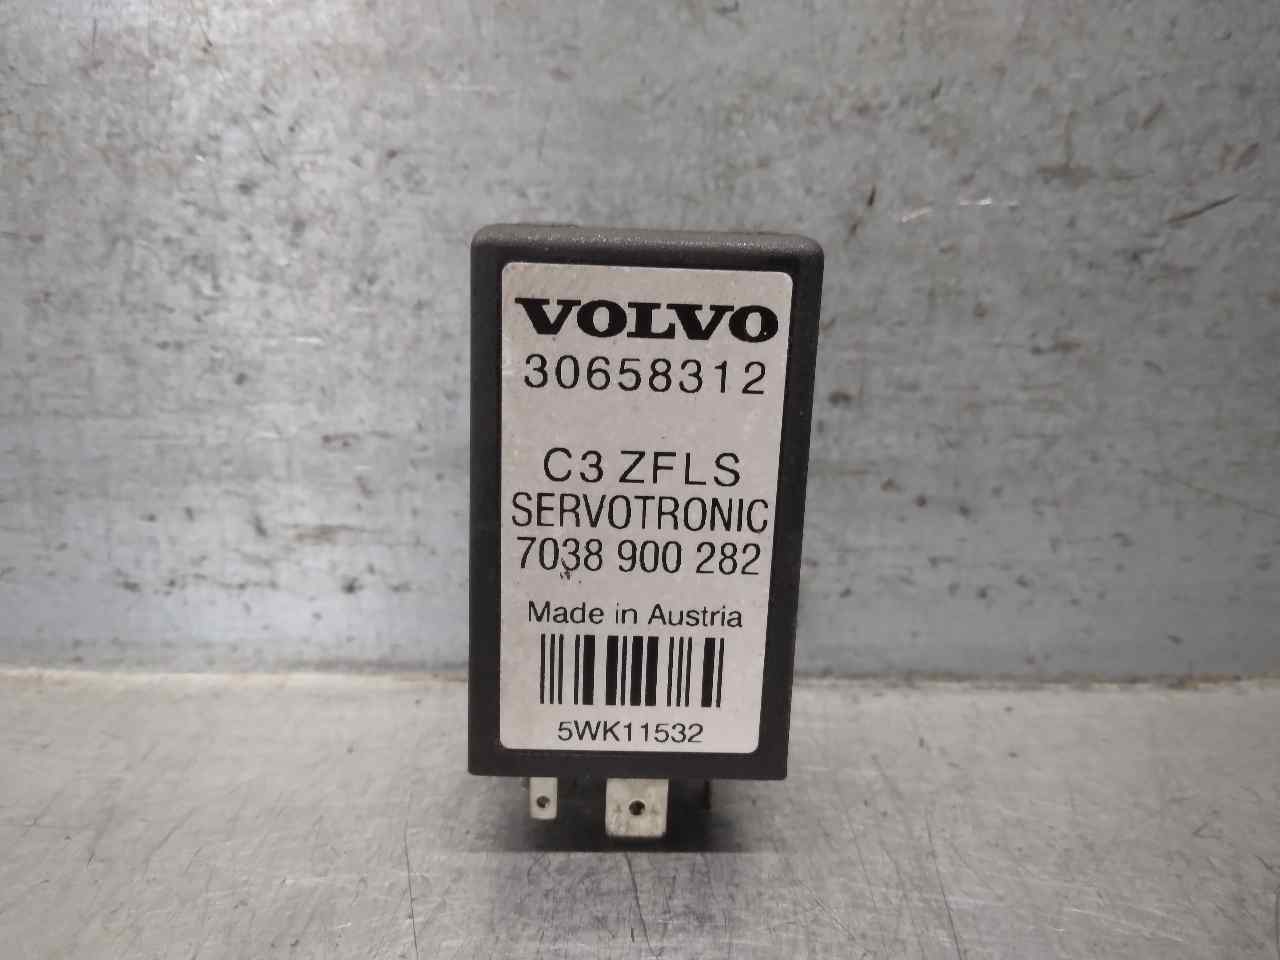 VOLVO
30658312
C3 ZFLS
SERVOTRONIC
7038 900 282
Made in Austria
5WK11532